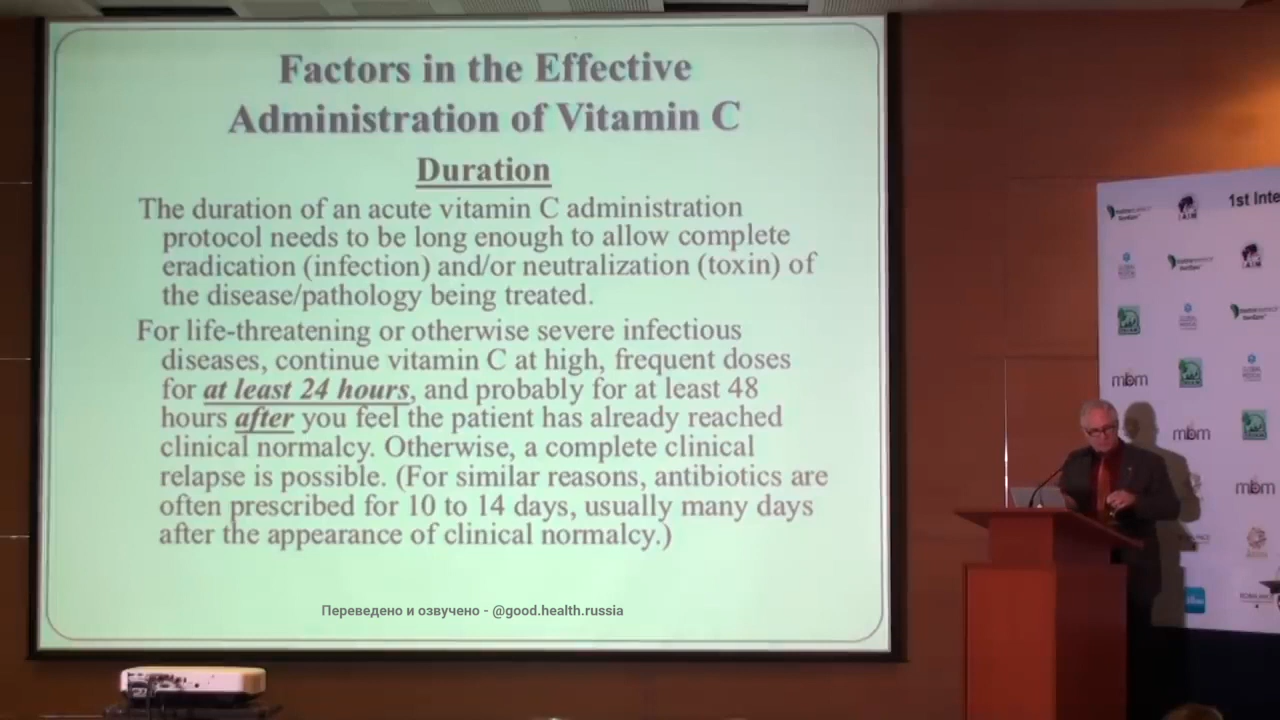 Factors in the Effective
Administration of Vitamin C
Duration
The duration of an acute vitamin C administration
protocol needs to be long enough to allow complete
eradication (infection) and/or neutralization (toxin) of
the disease/pathology being treated.
For life-threatening or otherwise severe infectious
diseases, continue vitamin C at high, frequent doses
for at least 24 hours, and probably for at least 48
hours after you feel the patient has already reached
clinical normalcy. Otherwise, a complete clinical
relapse is possible. (For similar reasons, antibiotics are
often prescribed for 10 to 14 days, usually many days
after the appearance of clinical normalcy.)
Переведено и озвучено - @good.health.russia
1st Inte
mbm
mbm
mbm